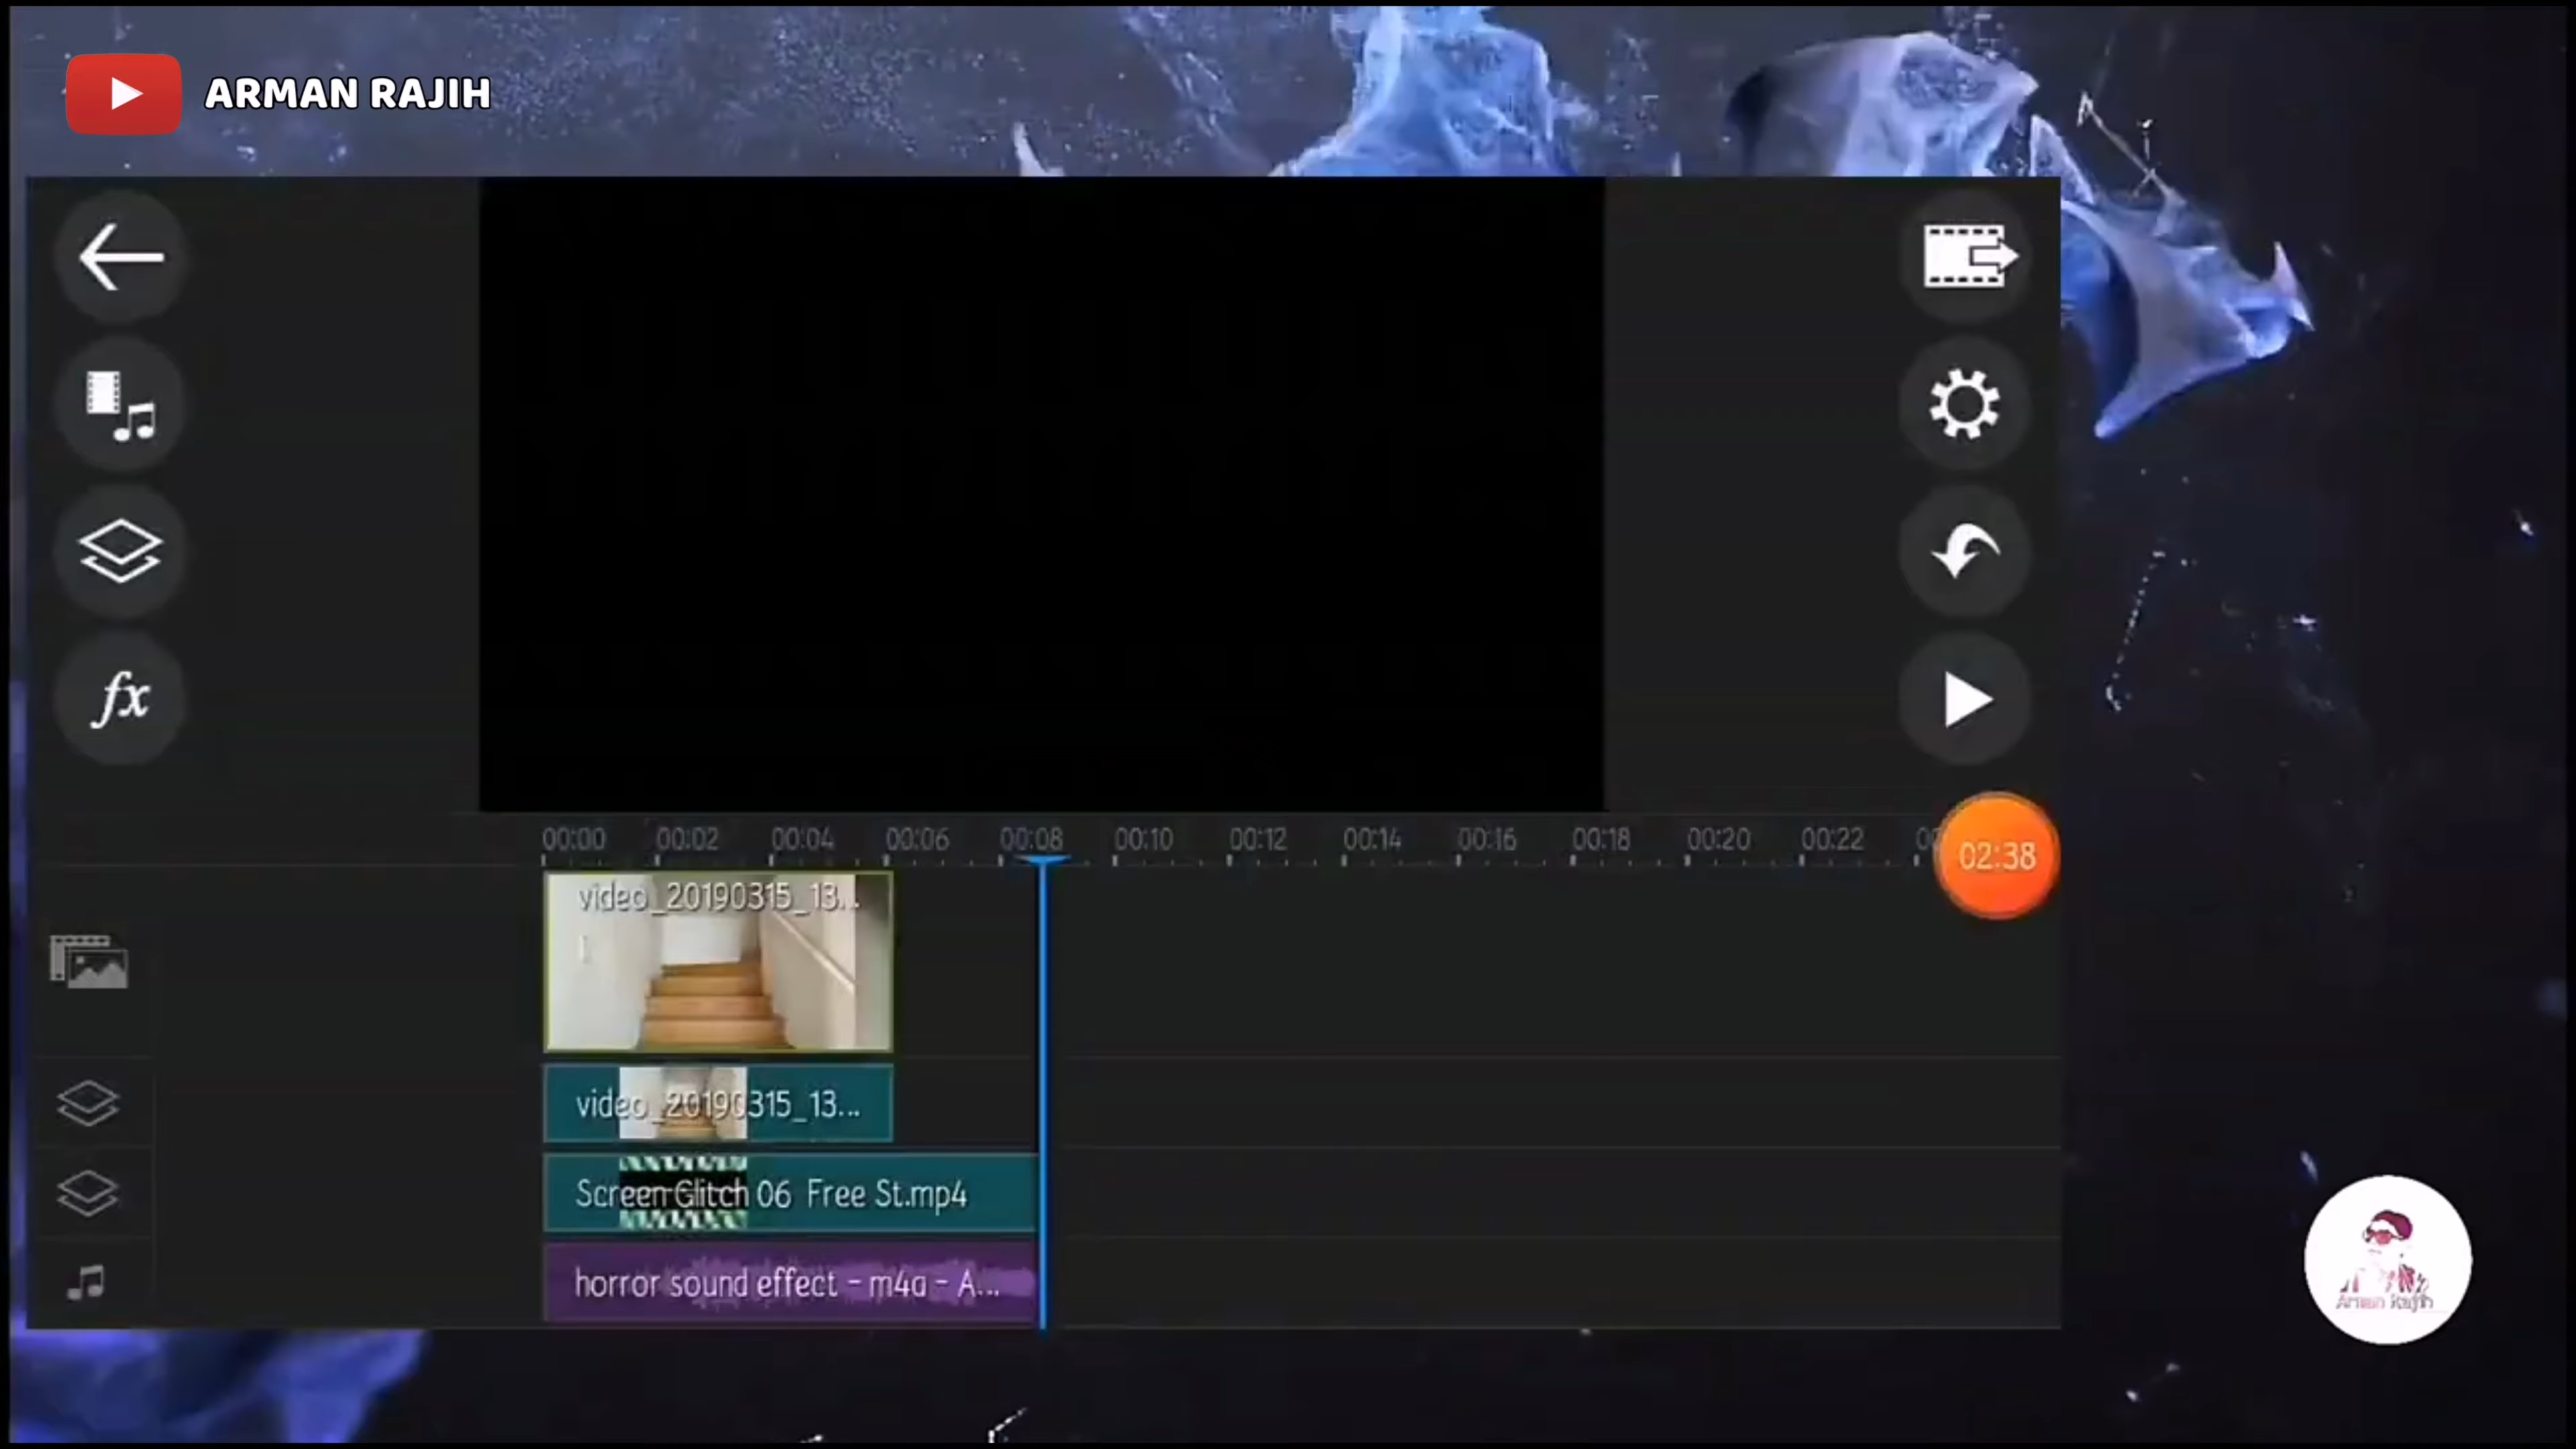 ARMAN RAJIH
00:00 00:02 00:04 00:06 00:08 00:10 00:12 00:14 00:16 00:18 00:20 00:22
02:38
video_20190315_13...
video_20190315_13...
Screen Glitch 06 Free St.mp4
horror sound effect - m4a - A...
Arman Rajih